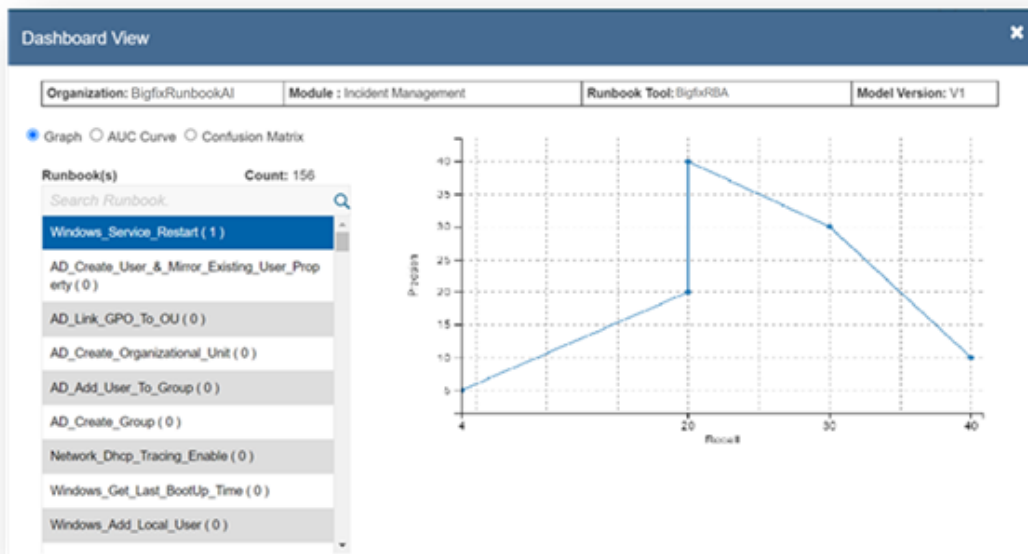 Dashboard View
Organization: BigfixRunbookAI
Module : Incident Management
Runbook Tool: BigfixRBA
Model Version: V1
Graph
AUC Curve
Confusion Matrix
Runbook(s)
Count: 156
Search Runbook.
Windows_Service_Restart ( 1 )
AD_Create_User_&_Mirror_Existing_User_Prop
erty ( 0 )
AD_Link_GPO_To_OU ( 0 )
AD_Create_Organizational_Unit ( 0 )
AD_Add_User_To_Group ( 0 )
AD_Create_Group ( 0 )
Network_Dhcp_Tracing_Enable ( 0 )
Windows_Get_Last_BootUp_Time ( 0 )
Windows_Add_Local_User ( 0 )
40
35
30
25
20
15
10
5
4
20
30
40
Recall